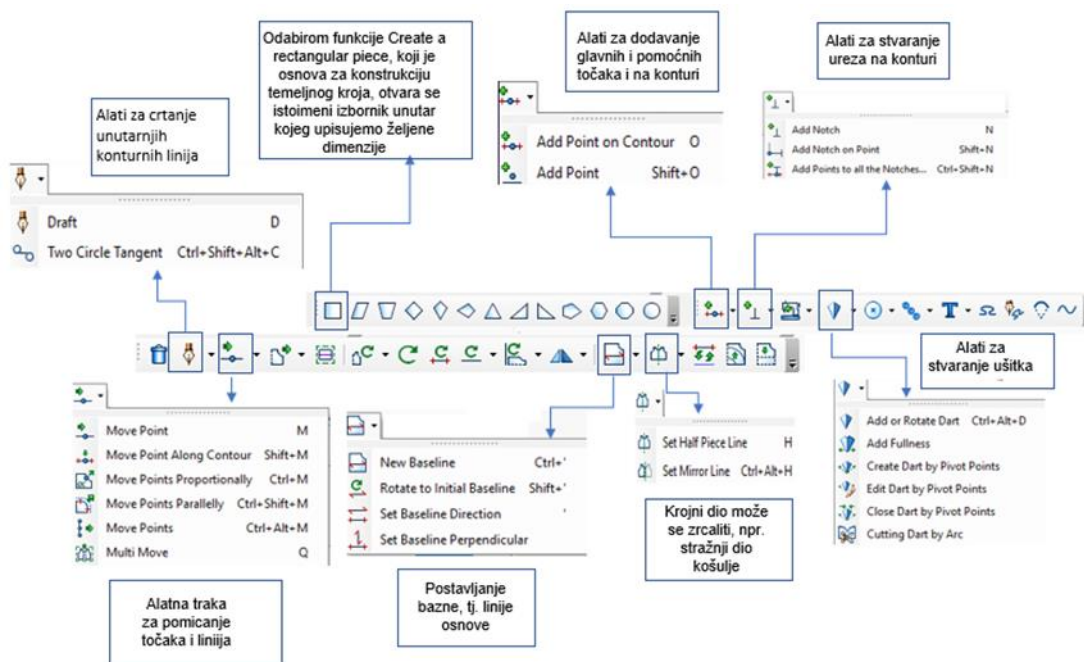 Odabirom funkcije Create a
rectangular piece, koji je
osnova za konstrukciju
temeljnog kroja, otvara se
istoimeni izbornik unutar
kojeg upisujemo željene
dimenzije
Alati za dodavanje
glavnih i pomoćnih
točaka i na konturi
Alati za stvaranje
ureza na konturi
Alati za crtanje
unutarnjih
konturnih linija
Add Point on Contour O
Add Point Shift+O
Add Notch N
Add Notch on Point Shift+N
Add Points to all the Notches... Ctrl+Shift+N
Draft D
Two Circle Tangent Ctrl+Shift+Alt+C
Alati za
stvaranje ušitka
Move Point M
Move Point Along Contour Shift+M
Move Points Proportionally Ctrl+M
Move Points Parallelly Ctrl+Shift+M
Move Points Ctrl+Alt+M
Multi Move Q
New Baseline Ctrl+'
Rotate to Initial Baseline Shift+'
Set Baseline Direction '
Set Baseline Perpendicular
Set Half Piece Line H
Set Mirror Line Ctrl+Alt+H
Add or Rotate Dart Ctrl+Alt+D
Add Fullness
Create Dart by Pivot Points
Edit Dart by Pivot Points
Close Dart by Pivot Points
Cutting Dart by Arc
Krojni dio može
se zrcaliti, npr.
stražnji dio
košulje
Postavljanje
bazne, tj. linije
osnove
Alatna traka
za pomicanje
točaka i liniija